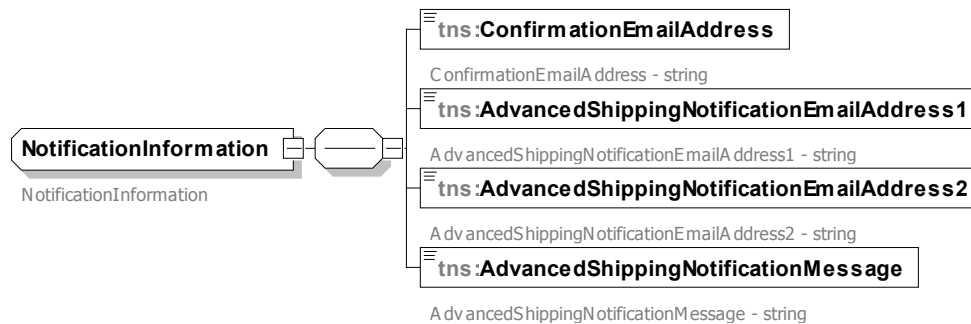 tns:ConfirmationEmailAddress
ConfirmationEmailAddress - string
tns:AdvancedShippingNotificationEmailAddress1
AdvancedShippingNotificationEmailAddress1 - string
NotificationInformation
NotificationInformation
tns:AdvancedShippingNotificationEmailAddress2
AdvancedShippingNotificationEmailAddress2 - string
tns:AdvancedShippingNotificationMessage
AdvancedShippingNotificationMessage - string